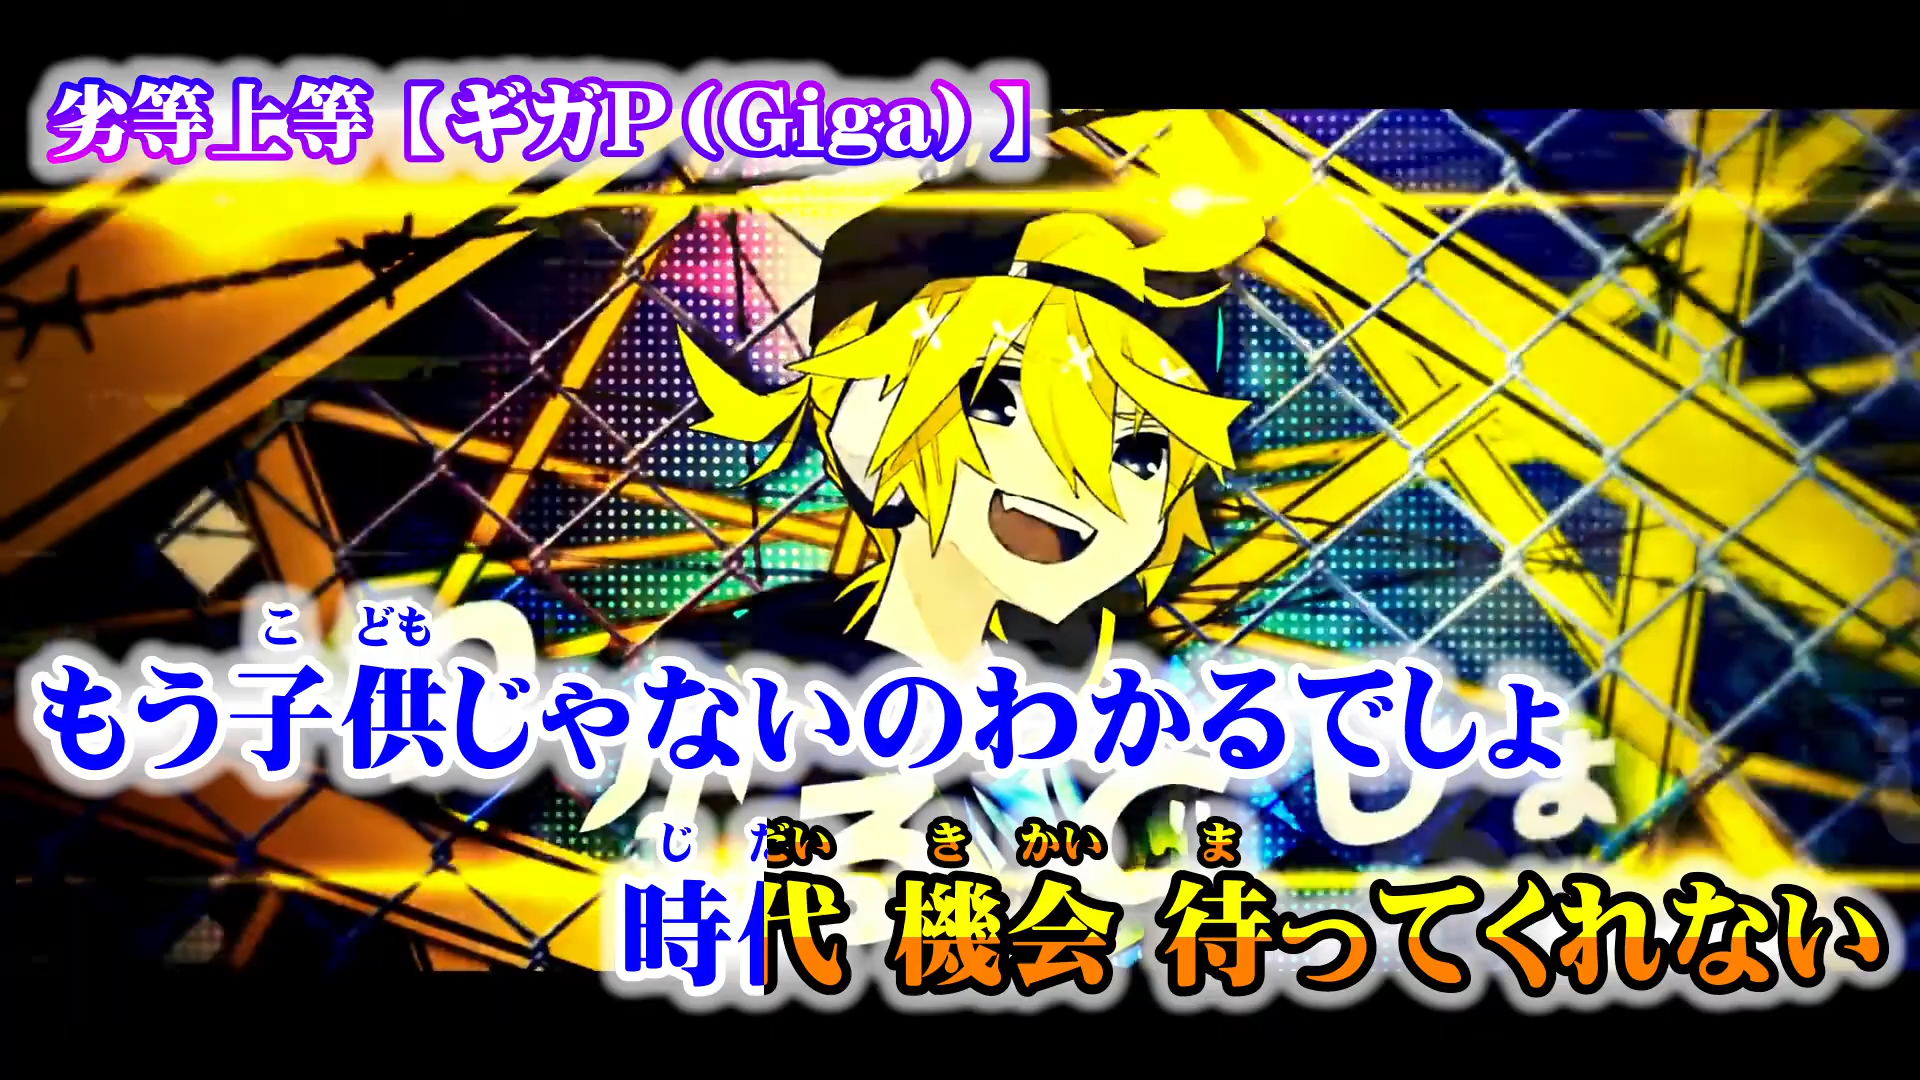 劣等上等【ギガP(Giga)】
こ ども
もう子供じゃないのわかるでしょ
じ だい き かい ま
時代 機会 待ってくれない